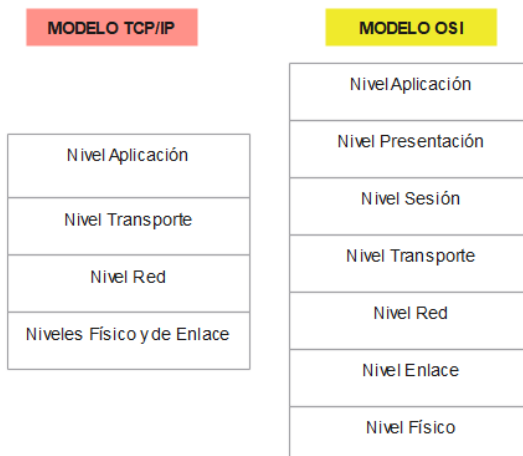 MODELO TCP/IP
Nivel Aplicación
Nivel Transporte
Nivel Red
Niveles Físico y de Enlace
MODELO OSI
Nivel Aplicación
Nivel Presentación
Nivel Sesión
Nivel Transporte
Nivel Red
Nivel Enlace
Nivel Físico